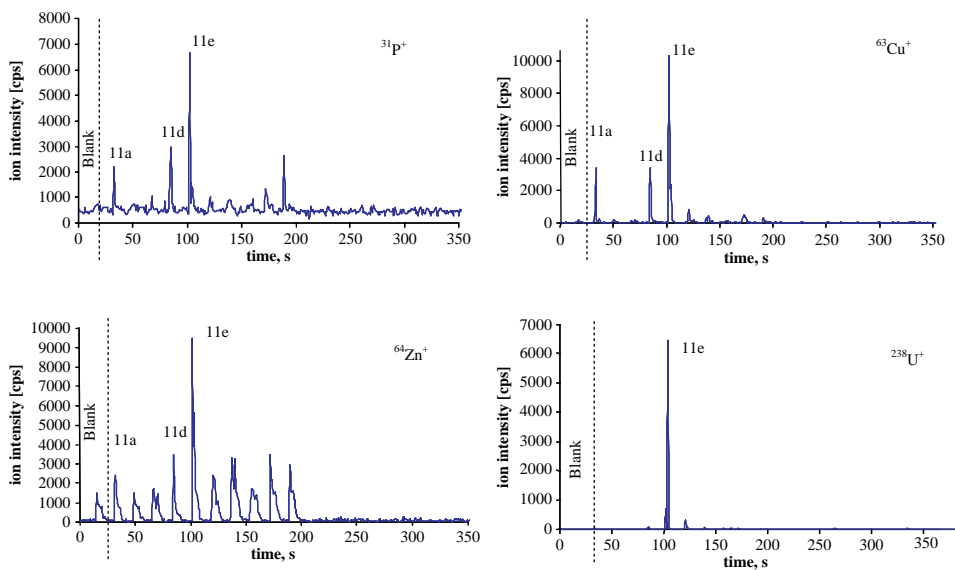 8000
7000
6000
5000
4000
3000
2000
1000
0
ion intensity [cps]
Blank
11a
11d
11e
³¹P⁺
0 50 100 150 200 250 300 350
time, s
10000
8000
6000
4000
2000
0
ion intensity [cps]
Blank
11a
11d
11e
⁶³Cu⁺
0 50 100 150 200 250 300 350
time, s
10000
9000
8000
7000
6000
5000
4000
3000
2000
1000
0
ion intensity [cps]
Blank
11a
11d
11e
⁶⁴Zn⁺
0 50 100 150 200 250 300 350
time, s
7000
6000
5000
4000
3000
2000
1000
0
ion intensity [cps]
Blank
11e
²³⁸U⁺
0 50 100 150 200 250 300 350
time, s